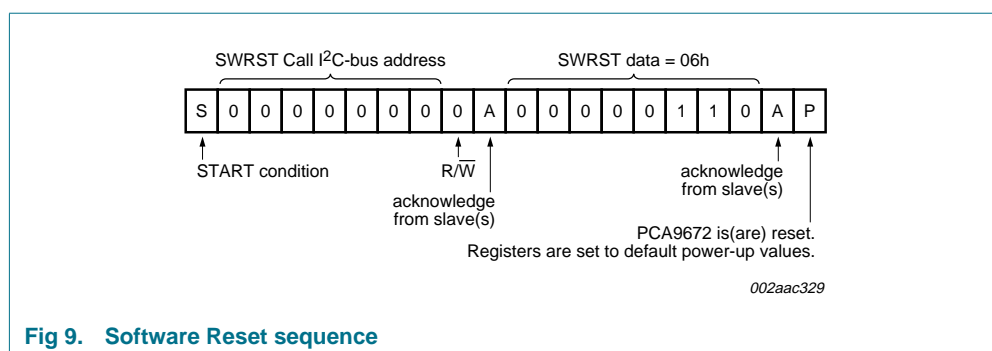 SWRST Call I2C-bus address SWRST data = 06h
S 0 0 0 0 0 0 0 0 A 0 0 0 0 0 1 1 0 A P
START condition R/W acknowledge from slave(s)
acknowledge from slave(s)
PCA9672 is(are) reset.
Registers are set to default power-up values.
002aac329
Fig 9. Software Reset sequence